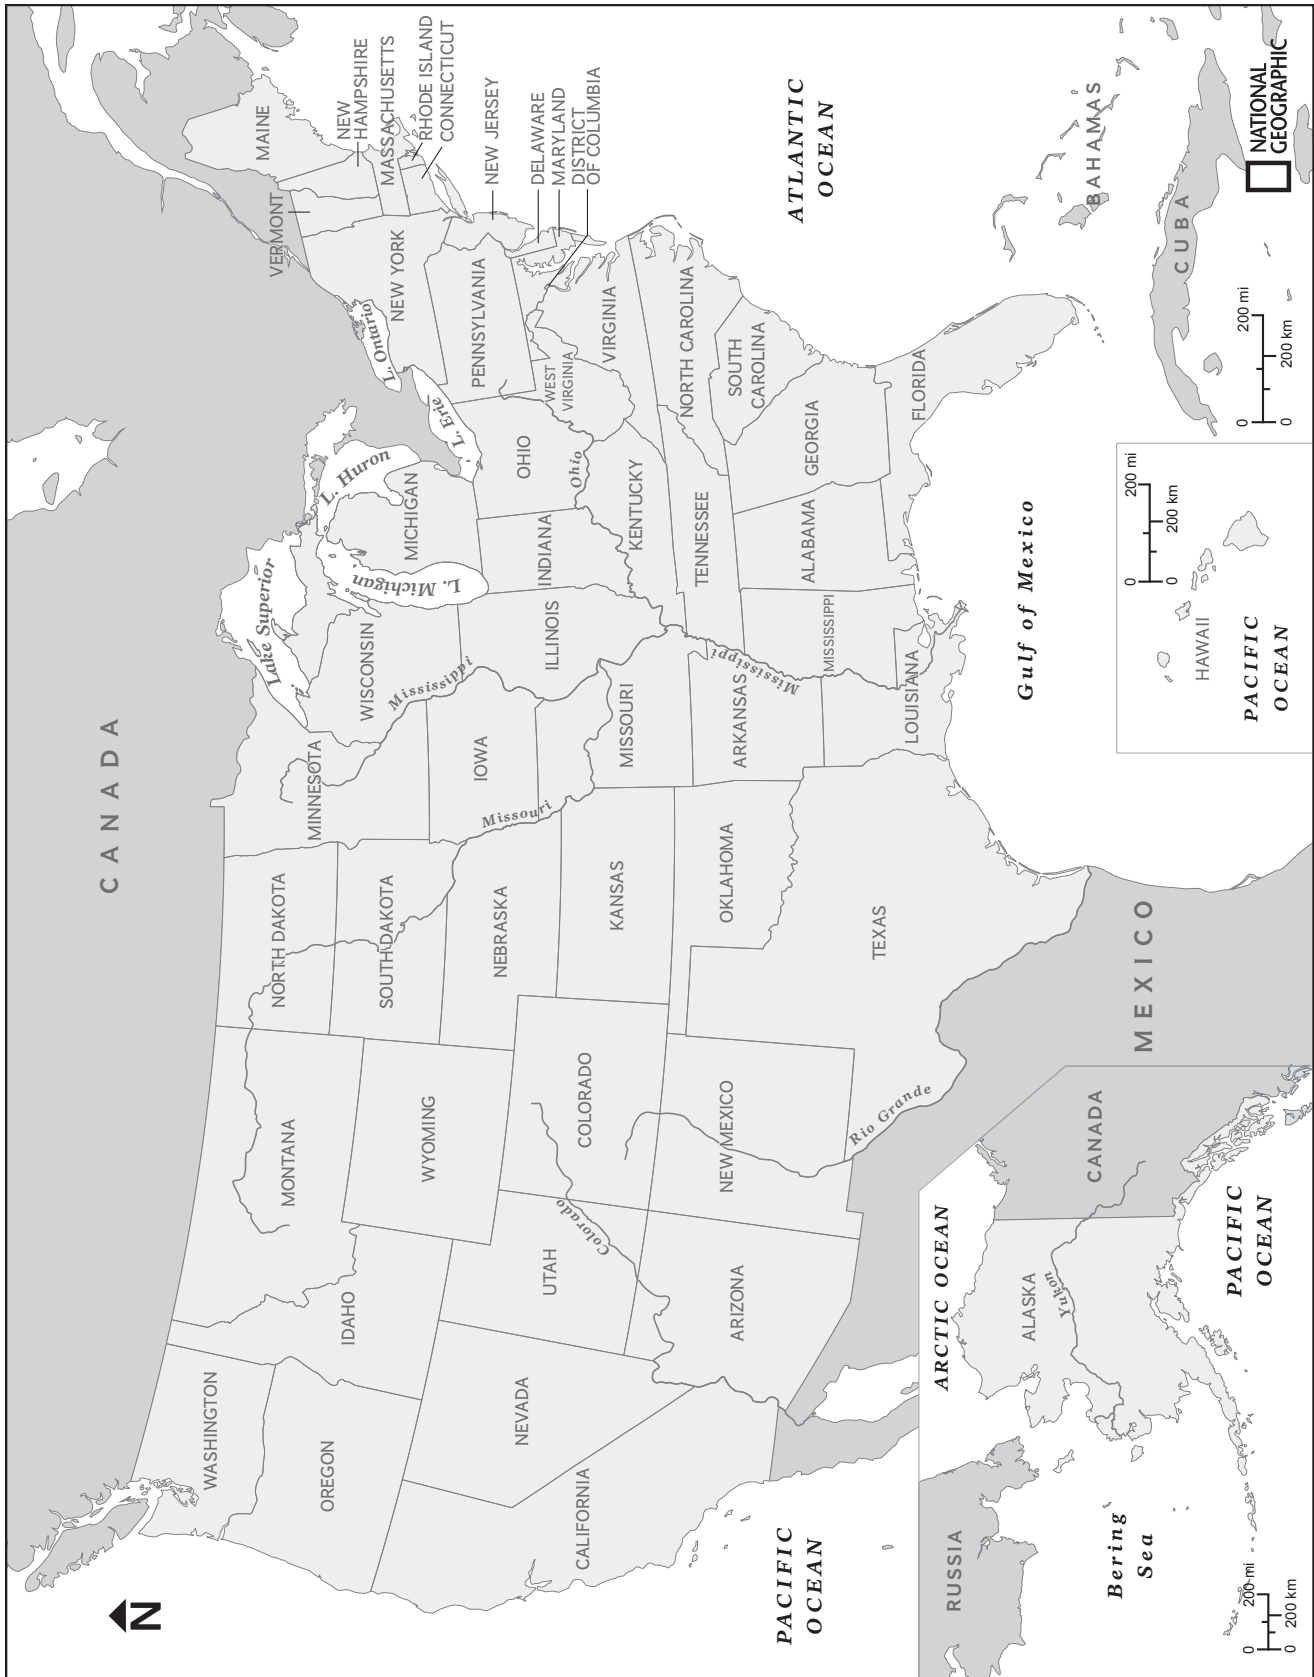 CANADA
WASHINGTON
OREGON
CALIFORNIA
NEVADA
IDAHO
MONTANA
WYOMING
UTAH
Colorado
COLORADO
ARIZONA
NEW MEXICO
NORTH DAKOTA
SOUTH DAKOTA
NEBRASKA
KANSAS
OKLAHOMA
TEXAS
Rio Grande
MINNESOTA
IOWA
Missouri
MISSOURI
ARKANSAS
LOUISIANA
Lake Superior
WISCONSIN
Mississippi
ILLINOIS
Mississippi
MISSISSIPPI
L. Michigan
MICHIGAN
L. Huron
INDIANA
OHIO
Ohio
KENTUCKY
TENNESSEE
ALABAMA
GEORGIA
FLORIDA
L. Erie
L. Ontario
NEW YORK
PENNSYLVANIA
WEST
VIRGINIA
VIRGINIA
NORTH CAROLINA
SOUTH
CAROLINA
VERMONT
MAINE
NEW
HAMPSHIRE
MASSACHUSETTS
RHODE ISLAND
CONNECTICUT
NEW JERSEY
DELAWARE
MARYLAND
DISTRICT
OF COLUMBIA
ATLANTIC
OCEAN
PACIFIC
OCEAN
Gulf of Mexico
MEXICO
BAHAMAS
CUBA
N
RUSSIA
ARCTIC OCEAN
ALASKA
Yukon
CANADA
Bering
Sea
PACIFIC
OCEAN
0 200 mi
0 200 km
HAWAII
PACIFIC
OCEAN
0 200 mi
0 200 km
0 200 mi
0 200 km
NATIONAL
GEOGRAPHIC